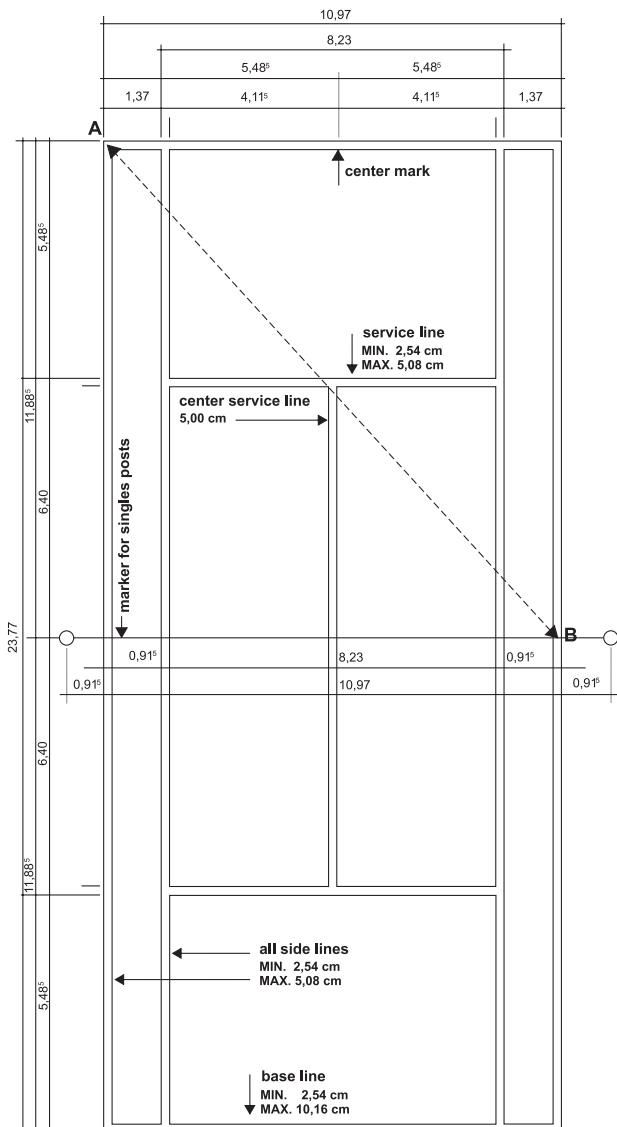 10,97
8,23
5,48⁵ 5,48⁵
1,37 4,11⁵ 4,11⁵ 1,37
A
center mark
5,48⁵
service line
MIN. 2,54 cm
MAX. 5,08 cm
center service line
5,00 cm
11,88⁵
6,40
marker for singles posts
23,77
B
0,91⁵ 8,23 0,91⁵
0,91⁵ 10,97 0,91⁵
6,40
11,88⁵
all side lines
MIN. 2,54 cm
MAX. 5,08 cm
5,48⁵
base line
MIN. 2,54 cm
MAX. 10,16 cm